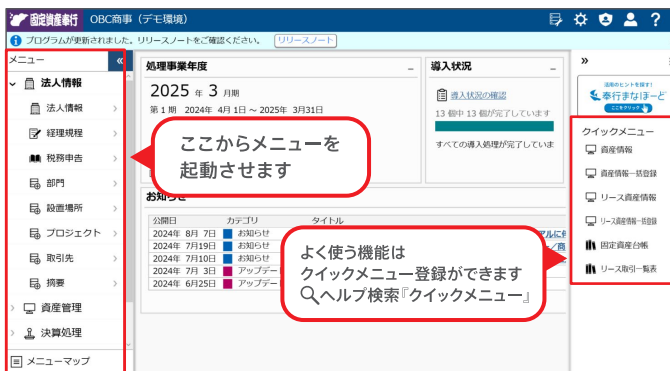 固定資産奉行 OBC商事（デモ環境）
プログラムが更新されました。リリースノートをご確認ください。 リリースノート
メニュー
法人情報
法人情報
経理規程
税務申告
部門
設置場所
プロジェクト
取引先
摘要
資産管理
決算処理
メニューマップ
処理事業年度
2025 年 3 月期
第 1 期 2024年 4月 1日 ～ 2025年 3月31日
導入状況
導入状況の確認
13 個中 13 個が完了しています
すべての導入処理が完了していま
ここからメニューを
起動させます
お知らせ
公開日 カテゴリ タイトル
2024年 8月 7日 お知らせ
2024年 7月19日 お知らせ
2024年 7月10日 お知らせ
2024年 7月 3日 アップデート
2024年 6月25日 アップデー
よく使う機能は
クイックメニュー登録ができます
ヘルプ検索『クイックメニュー』
活用のヒントを探す!
奉行まなぼーど
ここをクリック
クイックメニュー
資産情報
資産情報一括登録
リース資産情報
リース資産情報一括登録
固定資産台帳
リース取引一覧表